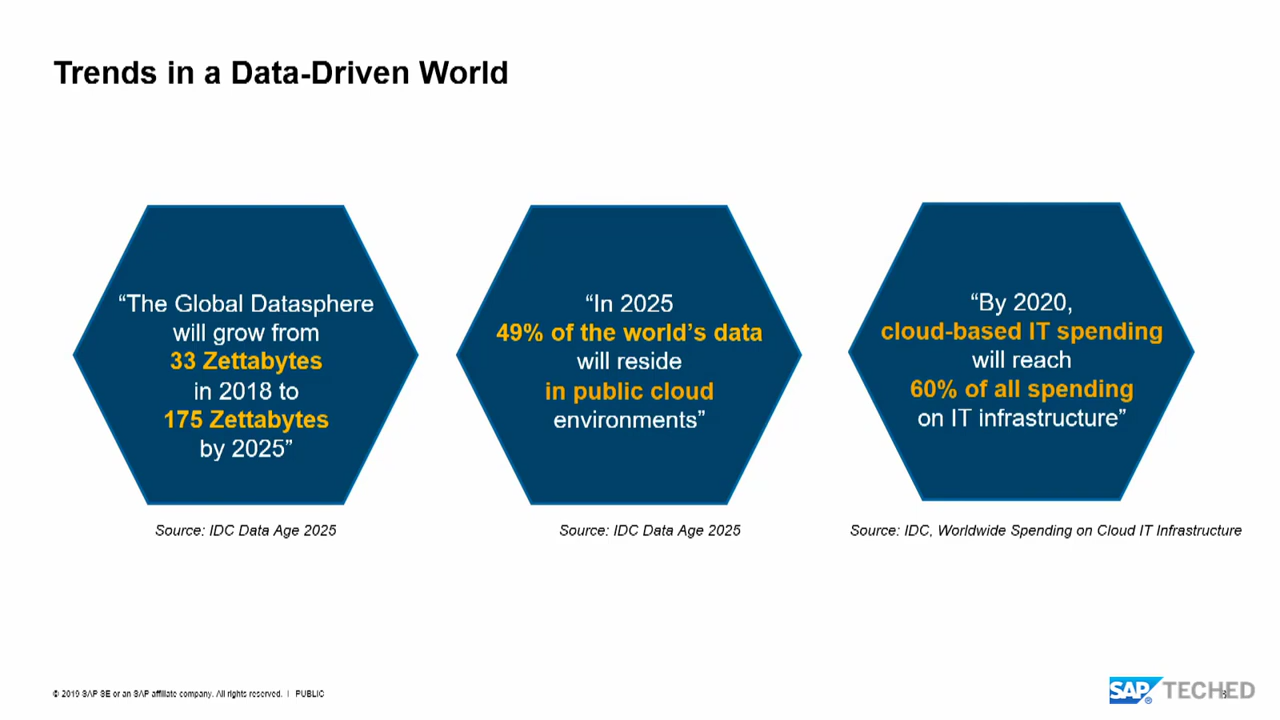 Trends in a Data-Driven World
“The Global Datasphere
will grow from
33 Zettabytes
in 2018 to
175 Zettabytes
by 2025”
Source: IDC Data Age 2025
“In 2025
49% of the world’s data
will reside
in public cloud
environments”
Source: IDC Data Age 2025
“By 2020,
cloud-based IT spending
will reach
60% of all spending
on IT infrastructure”
Source: IDC, Worldwide Spending on Cloud IT Infrastructure
© 2019 SAP SE or an SAP affiliate company. All rights reserved. | PUBLIC
SAP® TECHED